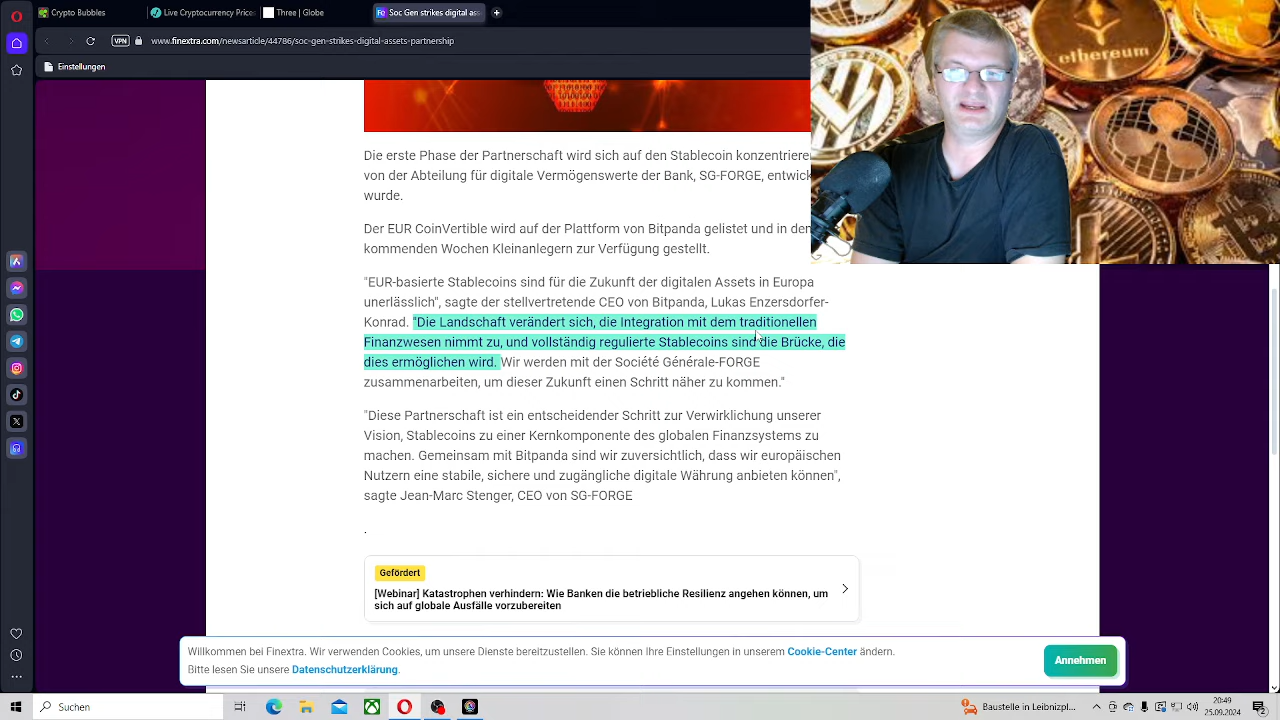 Crypto Prices,
Live Cryptocurrency Price
Three | Globe
Soc Gen strikes digital ass
VPN
www.finextra.com/newsarticle/44786/soc-gen-strikes-digital-assets-partnership
Einstellungen
ethereum
Die erste Phase der Partnerschaft wird sich auf den Stablecoin konzentriere
von der Abteilung für digitale Vermögenswerte der Bank, SG-FORGE, entwick
wurde.
Der EUR CoinVertible wird auf der Plattform von Bitpanda gelistet und in den
kommenden Wochen Kleinanlegern zur Verfügung gestellt.
"EUR-basierte Stablecoins sind für die Zukunft der digitalen Assets in Europa
unerlässlich", sagte der stellvertretende CEO von Bitpanda, Lukas Enzersdorfer-
Konrad. "Die Landschaft verändert sich, die Integration mit dem traditionellen
Finanzwesen nimmt zu, und vollständig regulierte Stablecoins sind die Brücke, die
dies ermöglichen wird. Wir werden mit der Société Générale-FORGE
zusammenarbeiten, um dieser Zukunft einen Schritt näher zu kommen."
"Diese Partnerschaft ist ein entscheidender Schritt zur Verwirklichung unserer
Vision, Stablecoins zu einer Kernkomponente des globalen Finanzsystems zu
machen. Gemeinsam mit Bitpanda sind wir zuversichtlich, dass wir europäischen
Nutzern eine stabile, sichere und zugängliche digitale Währung anbieten können",
sagte Jean-Marc Stenger, CEO von SG-FORGE
.
Gefördert
[Webinar] Katastrophen verhindern: Wie Banken die betriebliche Resilienz angehen können, um
sich auf globale Ausfälle vorzubereiten
Willkommen bei Finextra. Wir verwenden Cookies, um unsere Dienste bereitzustellen. Sie können Ihre Einstellungen in unserem Cookie-Center ändern.
Bitte lesen Sie unsere Datenschutzerklärung.
Annehmen
Suchen
Baustelle in Leinbipl...
20:49
25.09.2024